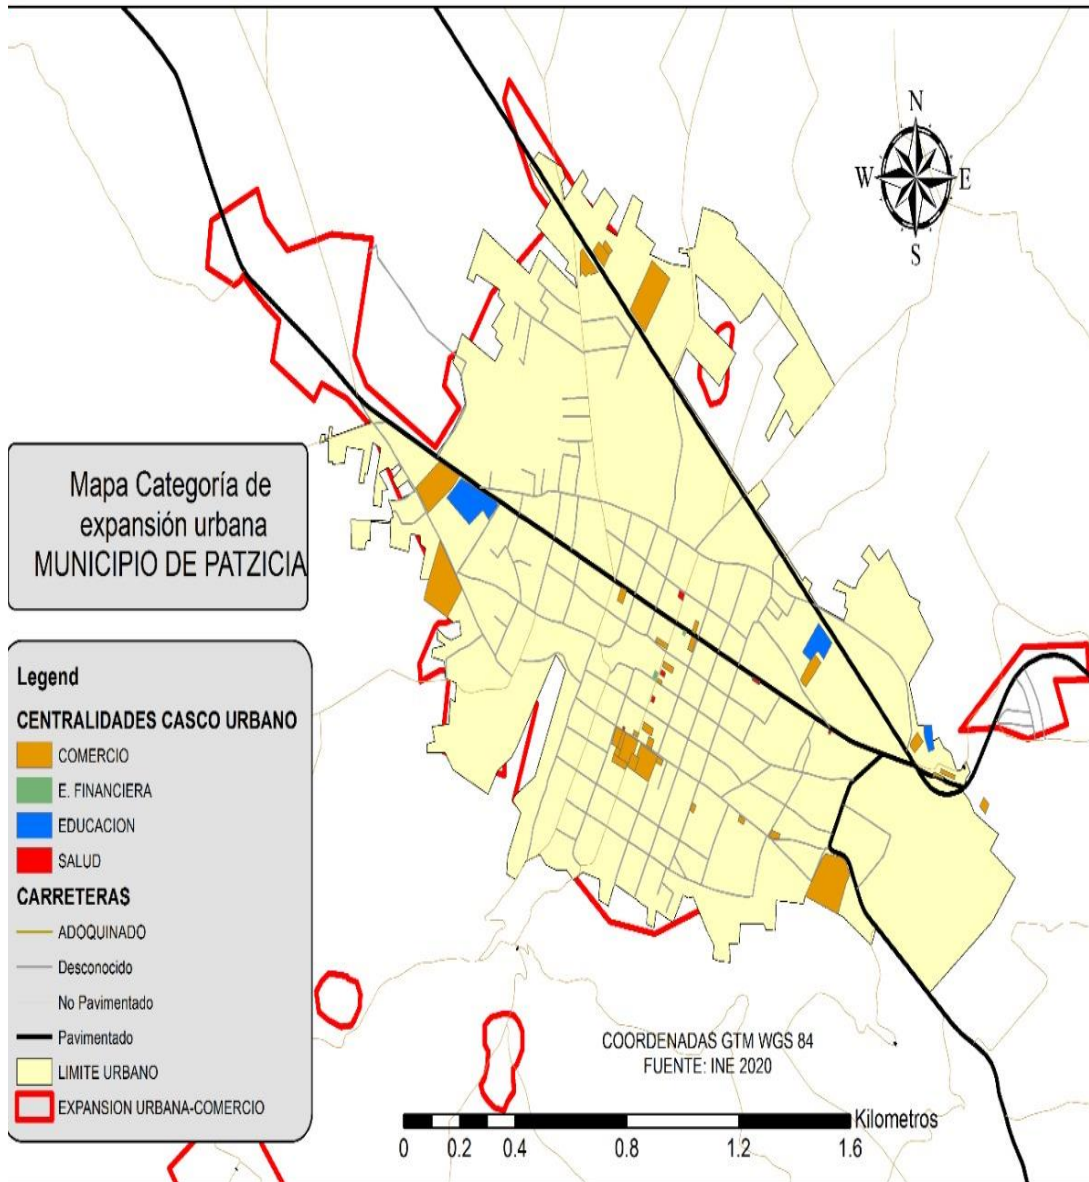 N
W E
S
Mapa Categoría de
expansión urbana
MUNICIPIO DE PATZICIA
Legend
CENTRALIDADES CASCO URBANO
COMERCIO
E. FINANCIERA
EDUCACION
SALUD
CARRETERAS
ADOQUINADO
Desconocido
No Pavimentado
Pavimentado
LIMITE URBANO
EXPANSION URBANA-COMERCIO
COORDENADAS GTM WGS 84
FUENTE: INE 2020
Kilometros
0 0.2 0.4 0.8 1.2 1.6